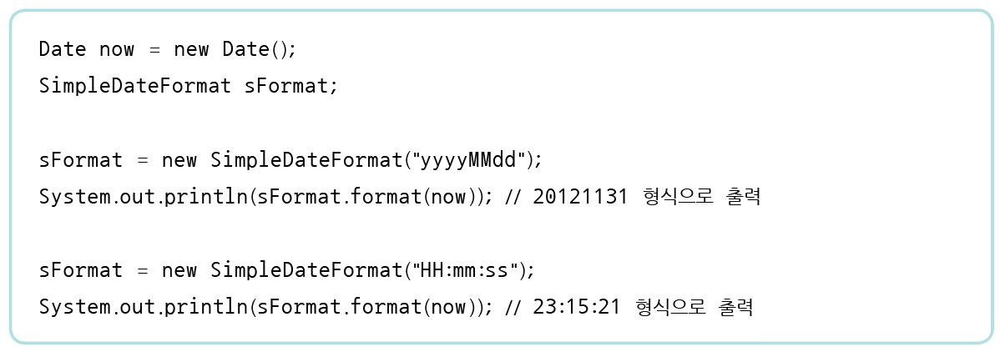 Date now = new Date();
SimpleDateFormat sFormat;
sFormat = new SimpleDateFormat("yyyyMMdd");
System.out.println(sFormat.format(now)); // 20121131 형식으로 출력
sFormat = new SimpleDateFormat("HH:mm:ss");
System.out.println(sFormat.format(now)); // 23:15:21 형식으로 출력